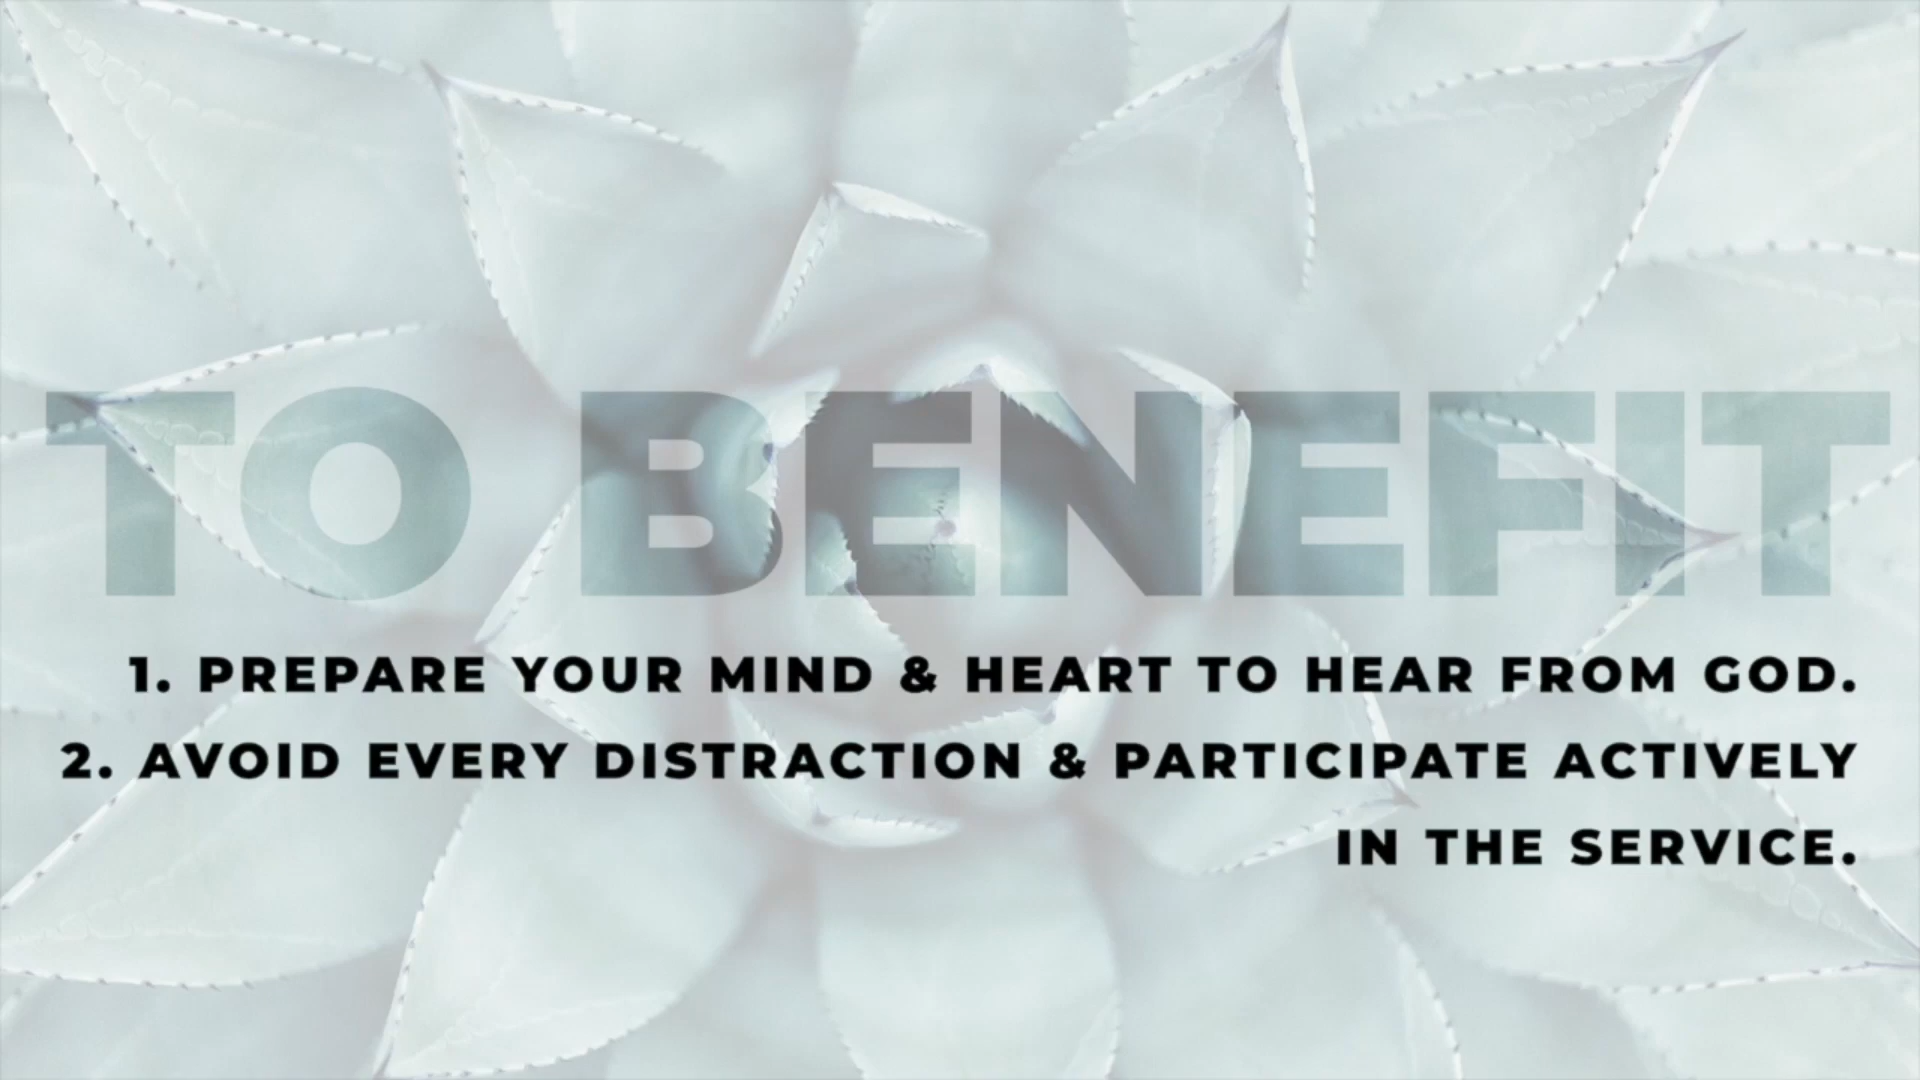 TO BENEFIT
1. PREPARE YOUR MIND & HEART TO HEAR FROM GOD.
2. AVOID EVERY DISTRACTION & PARTICIPATE ACTIVELY
IN THE SERVICE.